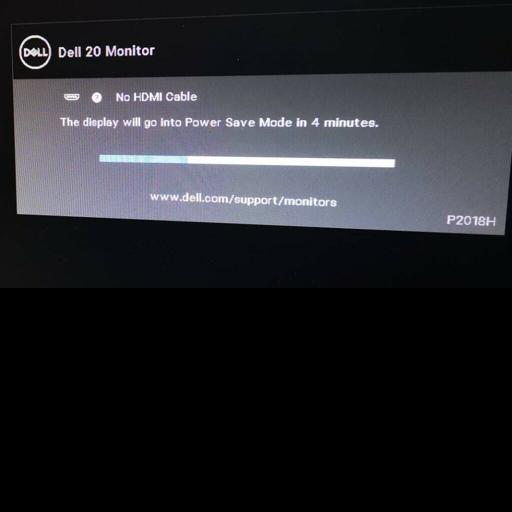 DELL Dell 20 Monitor
No HDMI Cable
The display will go into Power Save Mode in 4 minutes.
www.dell.com/support/monitors
P2018H